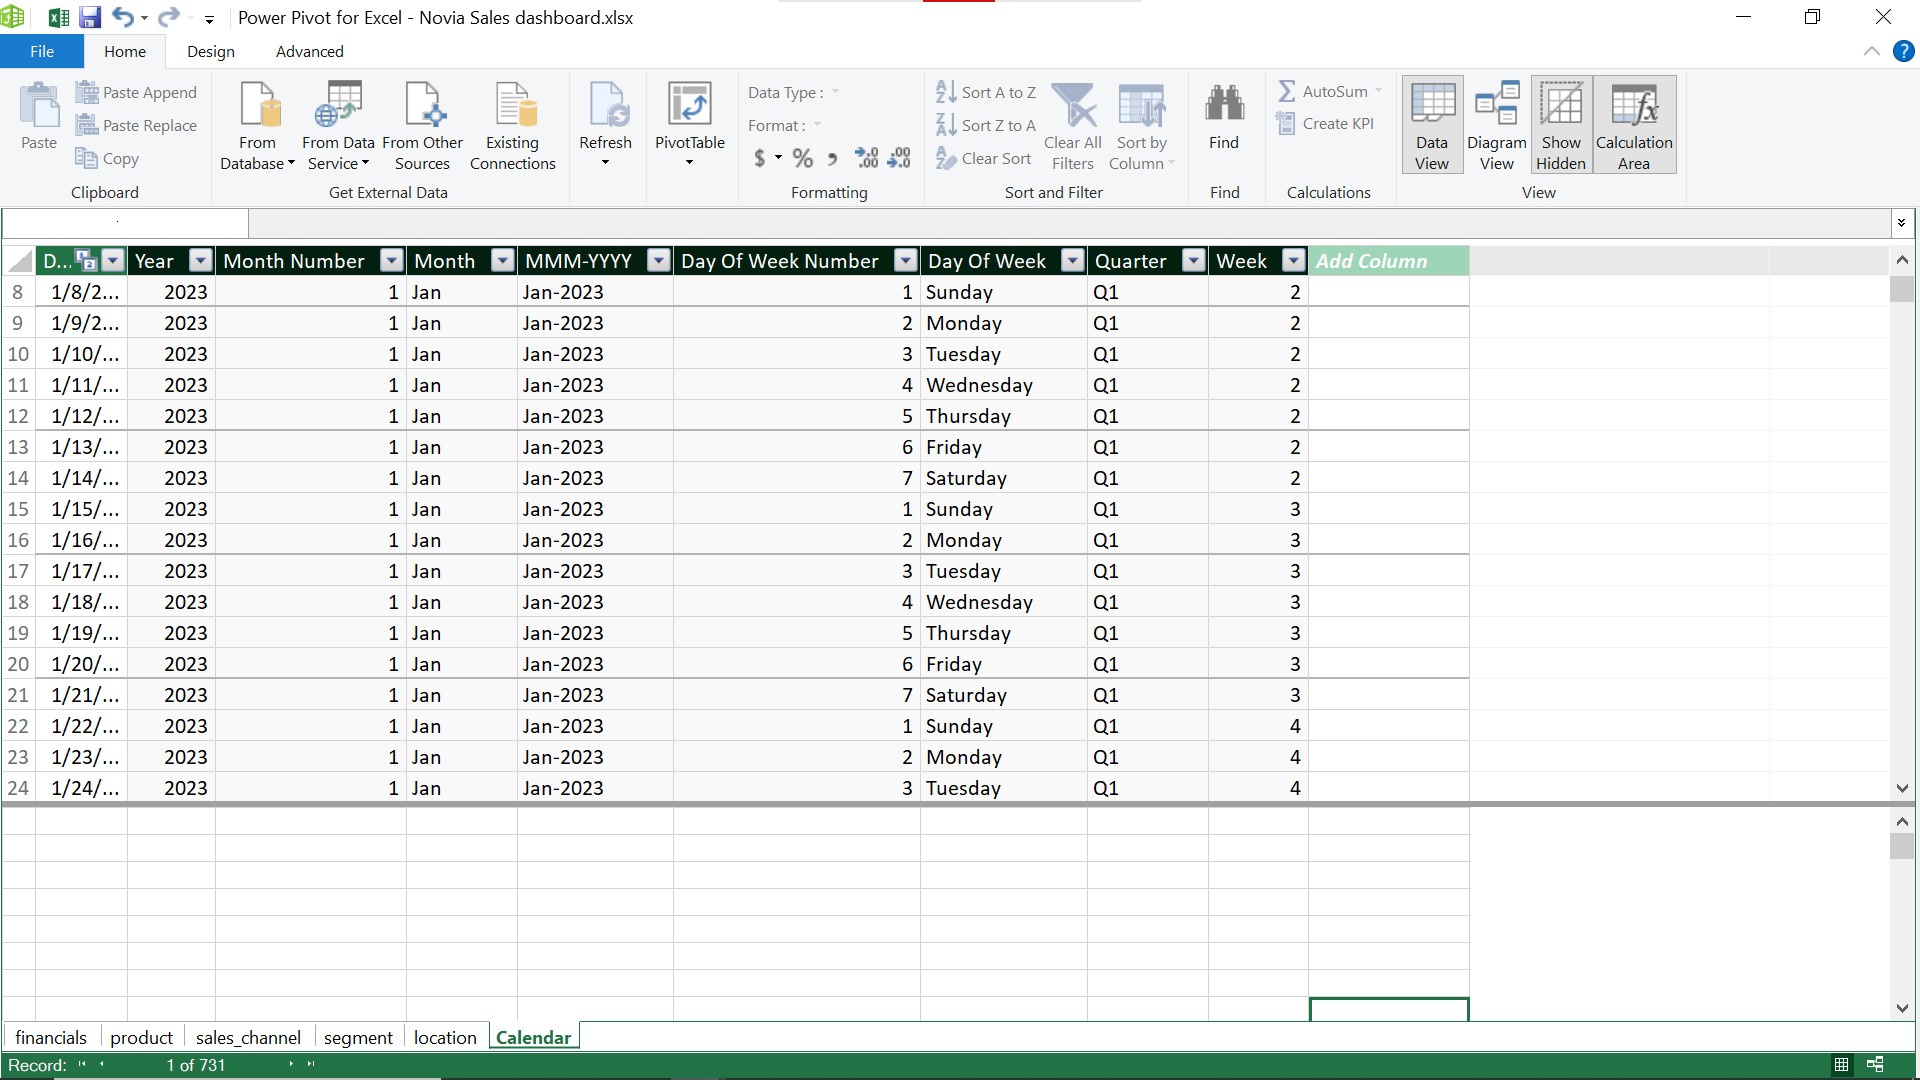 Power Pivot for Excel - Novia Sales dashboard.xlsx
File Home Design Advanced
Paste
Paste Append
Paste Replace
Copy
Clipboard
From Database
From Data Service
From Other Sources
Existing Connections
Get External Data
Refresh
PivotTable
Data Type :
Format :
$ % , .00 .00
Formatting
Sort A to Z
Sort Z to A
Clear Sort
Clear All Filters
Sort by Column
Sort and Filter
Find
Find
AutoSum
Create KPI
Calculations
Data View
Diagram View
Show Hidden
Calculation Area
View
D... Year Month Number Month MMM-YYYY Day Of Week Number Day Of Week Quarter Week Add Column
8 1/8/2... 2023 1 Jan Jan-2023 1 Sunday Q1 2
9 1/9/2... 2023 1 Jan Jan-2023 2 Monday Q1 2
10 1/10/... 2023 1 Jan Jan-2023 3 Tuesday Q1 2
11 1/11/... 2023 1 Jan Jan-2023 4 Wednesday Q1 2
12 1/12/... 2023 1 Jan Jan-2023 5 Thursday Q1 2
13 1/13/... 2023 1 Jan Jan-2023 6 Friday Q1 2
14 1/14/... 2023 1 Jan Jan-2023 7 Saturday Q1 2
15 1/15/... 2023 1 Jan Jan-2023 1 Sunday Q1 3
16 1/16/... 2023 1 Jan Jan-2023 2 Monday Q1 3
17 1/17/... 2023 1 Jan Jan-2023 3 Tuesday Q1 3
18 1/18/... 2023 1 Jan Jan-2023 4 Wednesday Q1 3
19 1/19/... 2023 1 Jan Jan-2023 5 Thursday Q1 3
20 1/20/... 2023 1 Jan Jan-2023 6 Friday Q1 3
21 1/21/... 2023 1 Jan Jan-2023 7 Saturday Q1 3
22 1/22/... 2023 1 Jan Jan-2023 1 Sunday Q1 4
23 1/23/... 2023 1 Jan Jan-2023 2 Monday Q1 4
24 1/24/... 2023 1 Jan Jan-2023 3 Tuesday Q1 4
financials product sales_channel segment location Calendar
Record: 1 of 731